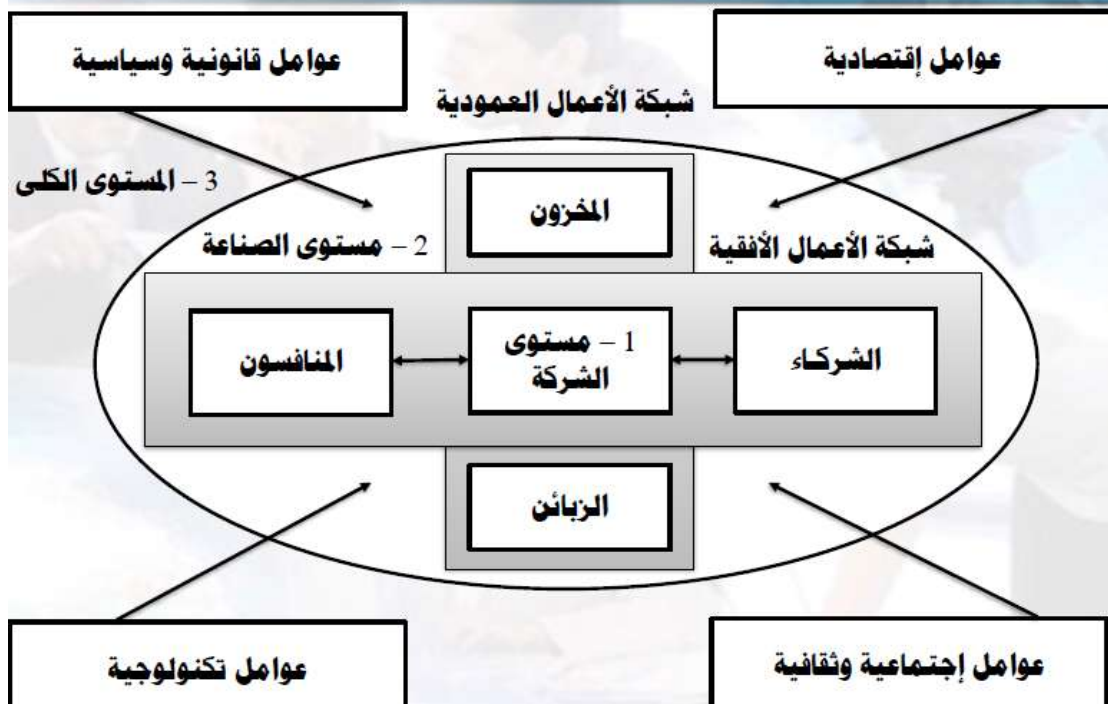 عوامل إقتصادية
عوامل قانونية وسياسية
شبكة الأعمال العمودية
3 – المستوى الكلى
المخزون
شبكة الأعمال الأفقية
2 – مستوى الصناعة
الشركاء
1 – مستوى
الشركة
المنافسون
الزبائن
عوامل إجتماعية وثقافية
عوامل تكنولوجية